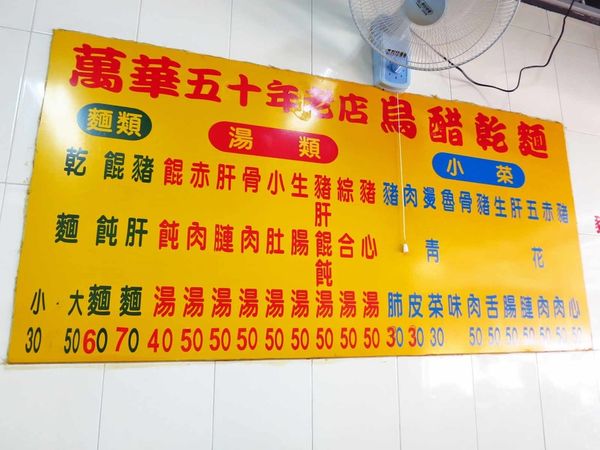 萬華五十年老店 烏醋乾麵
麵類
乾麵 小30 大50
餛飩麵 60
豬肝麵 70
湯類
餛飩湯 40
赤肉湯 50
肝腱湯 50
骨肉湯 50
小肚湯 50
生腸湯 50
豬肝餛飩湯 50
綜合湯 50
豬心湯 50
小菜
豬肺 30
肉皮 30
燙青菜 30
魯味
骨肉 50
豬舌 50
生腸 50
肝腱 50
五花肉 50
赤肉 50
豬心 50